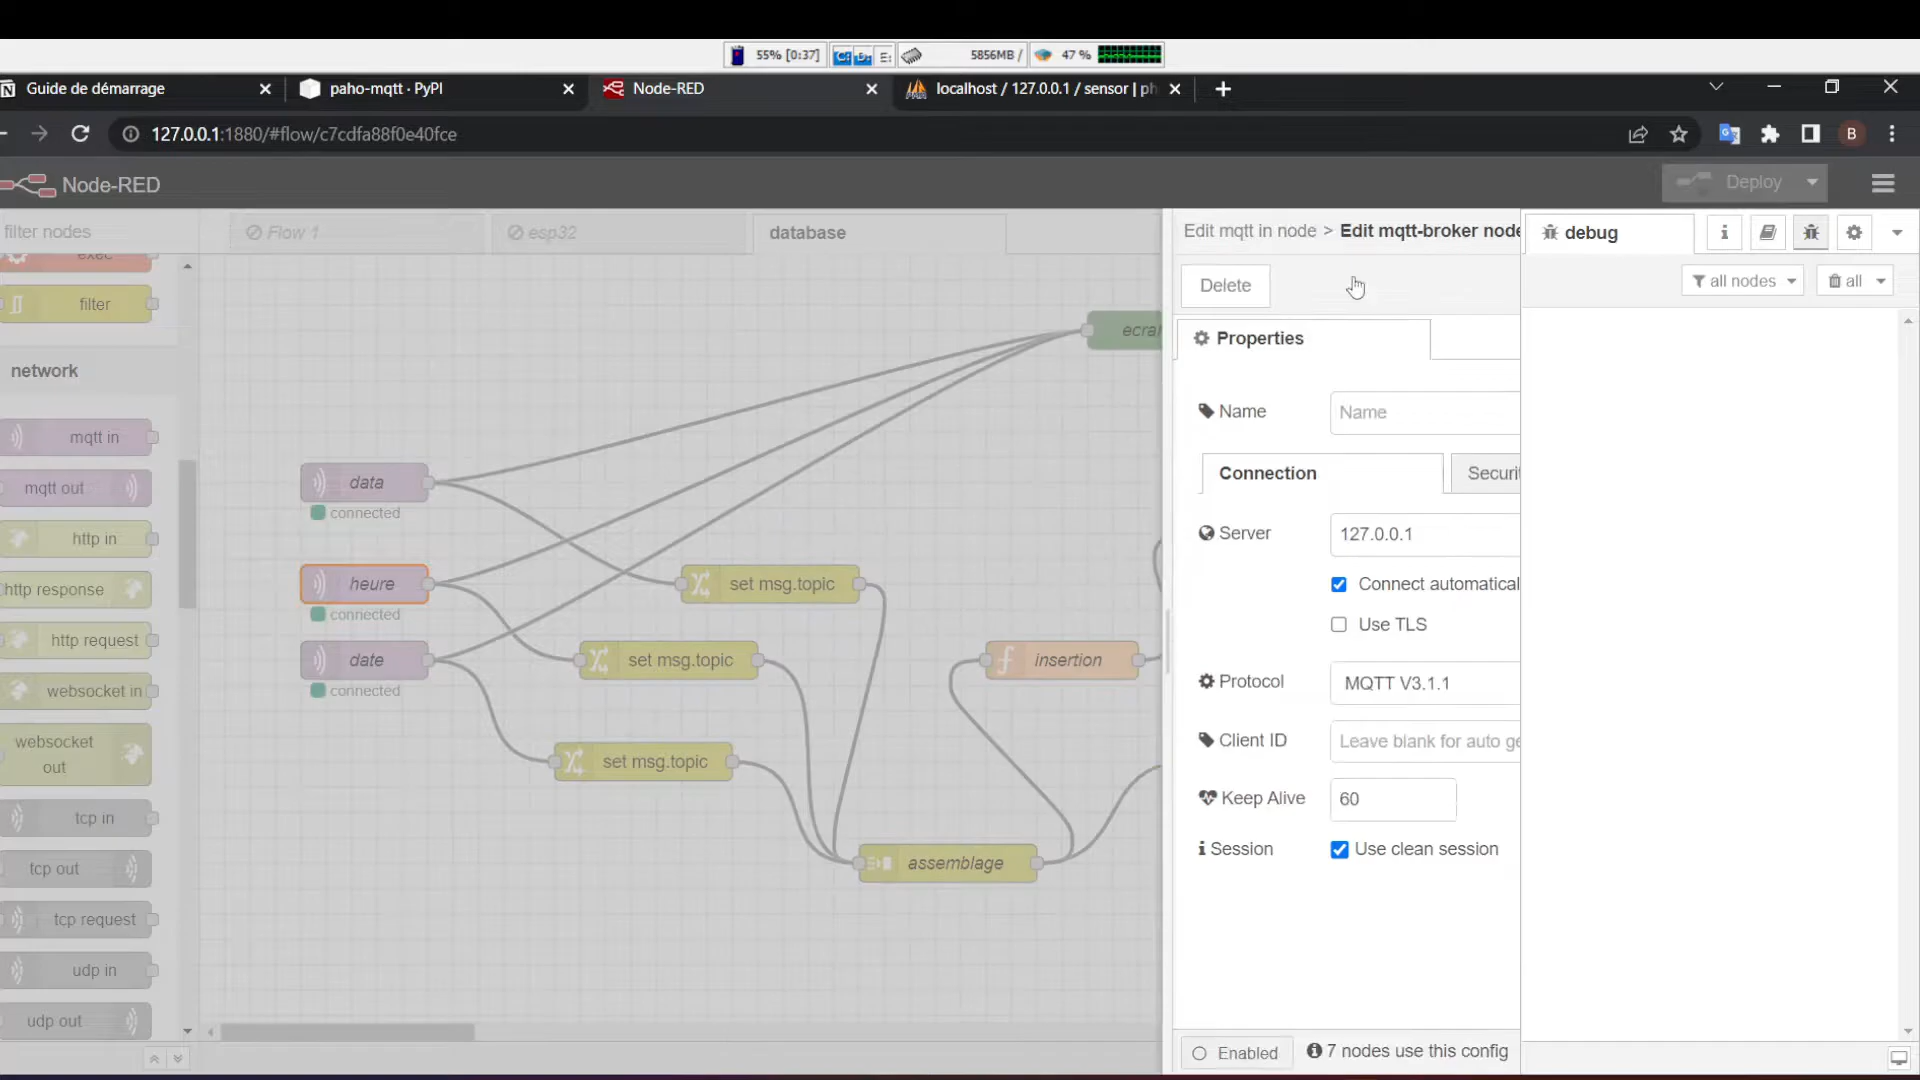 55% [0:37]
C: D: E:
5856MB /
47 %
Guide de démarrage
paho-mqtt · PyPI
Node-RED
localhost / 127.0.0.1 / sensor | ph
127.0.0.1:1880/#flow/c7cdfa88f0e40fce
B
Node-RED
Deploy
filter nodes
Flow 1
esp32
database
Edit mqtt in node > Edit mqtt-broker node
debug
Delete
all nodes
all
exec
filter
network
mqtt in
mqtt out
http in
http response
http request
websocket in
websocket
out
tcp in
tcp out
tcp request
udp in
udp out
ecran
data
connected
heure
connected
date
connected
set msg.topic
set msg.topic
set msg.topic
insertion
assemblage
Properties
Name
Name
Connection
Securit
Server
127.0.0.1
Connect automatical
Use TLS
Protocol
MQTT V3.1.1
Client ID
Leave blank for auto ge
Keep Alive
60
Session
Use clean session
Enabled
7 nodes use this config